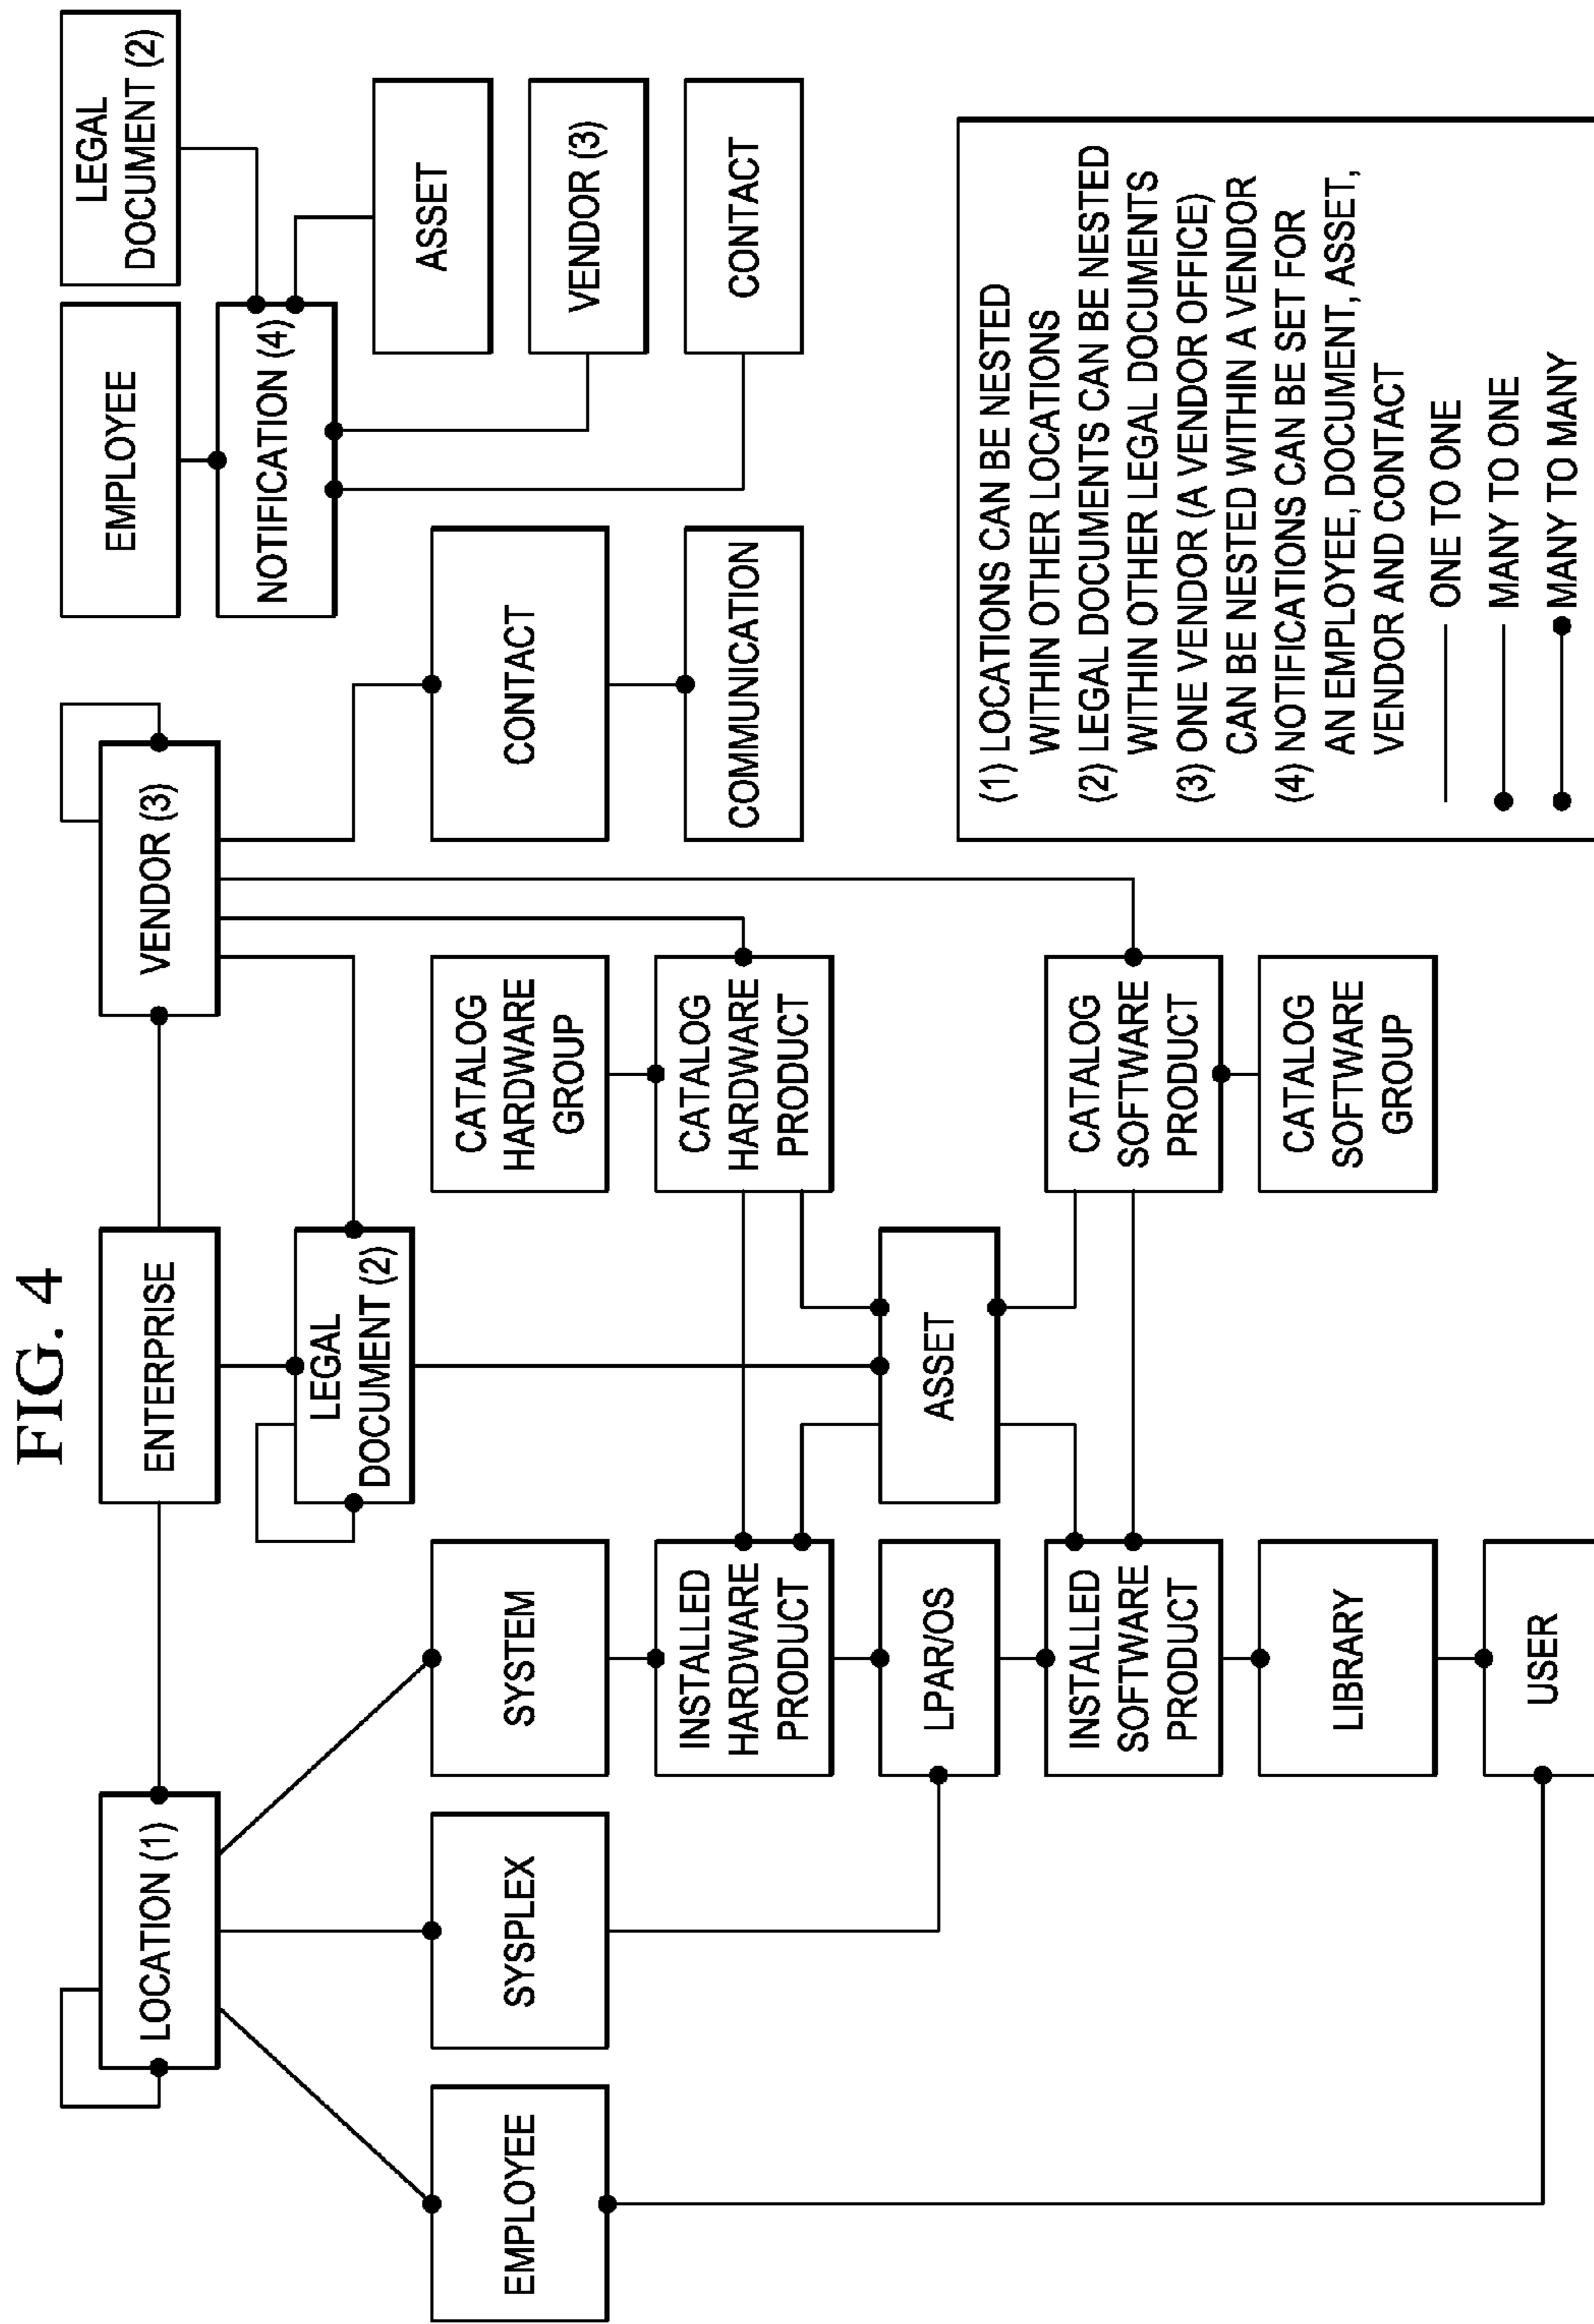 FIG. 4
LOCATION (1)
ENTERPRISE
VENDOR (3)
EMPLOYEE
LEGAL
DOCUMENT (2)
NOTIFICATION (4)
ASSET
VENDOR (3)
CONTACT
LEGAL
DOCUMENT (2)
EMPLOYEE
SYSPLEX
SYSTEM
CATALOG
HARDWARE
GROUP
CONTACT
INSTALLED
HARDWARE
PRODUCT
CATALOG
HARDWARE
PRODUCT
COMMUNICATION
LPAR/OS
ASSET
INSTALLED
SOFTWARE
PRODUCT
CATALOG
SOFTWARE
PRODUCT
LIBRARY
CATALOG
SOFTWARE
GROUP
USER
(1) LOCATIONS CAN BE NESTED
WITHIN OTHER LOCATIONS
(2) LEGAL DOCUMENTS CAN BE NESTED
WITHIN OTHER LEGAL DOCUMENTS
(3) ONE VENDOR (A VENDOR OFFICE)
CAN BE NESTED WITHIN A VENDOR
(4) NOTIFICATIONS CAN BE SET FOR
AN EMPLOYEE, DOCUMENT, ASSET,
VENDOR AND CONTACT
ONE TO ONE
MANY TO ONE
MANY TO MANY